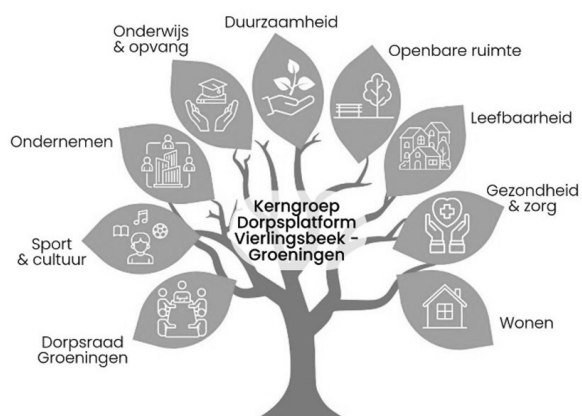 Duurzaamheid
Onderwijs
& opvang
Openbare ruimte
Ondernemen
Leefbaarheid
Gezondheid
& zorg
Kerngroep
Dorpsplatform
Vierlingsbeek -
Groeningen
Sport
& cultuur
Wonen
Dorpsraad
Groeningen